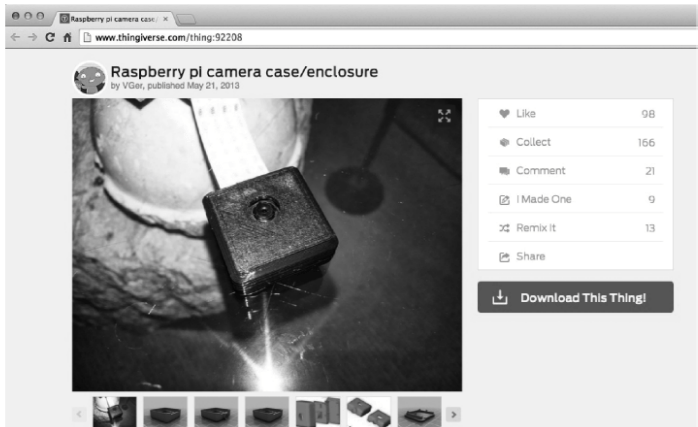 Raspberry pi camera case/
www.thingiverse.com/thing:92208
Raspberry pi camera case/enclosure
by VGer, published May 21, 2013
Like 98
Collect 166
Comment 21
I Made One 9
Remix It 13
Share
Download This Thing!